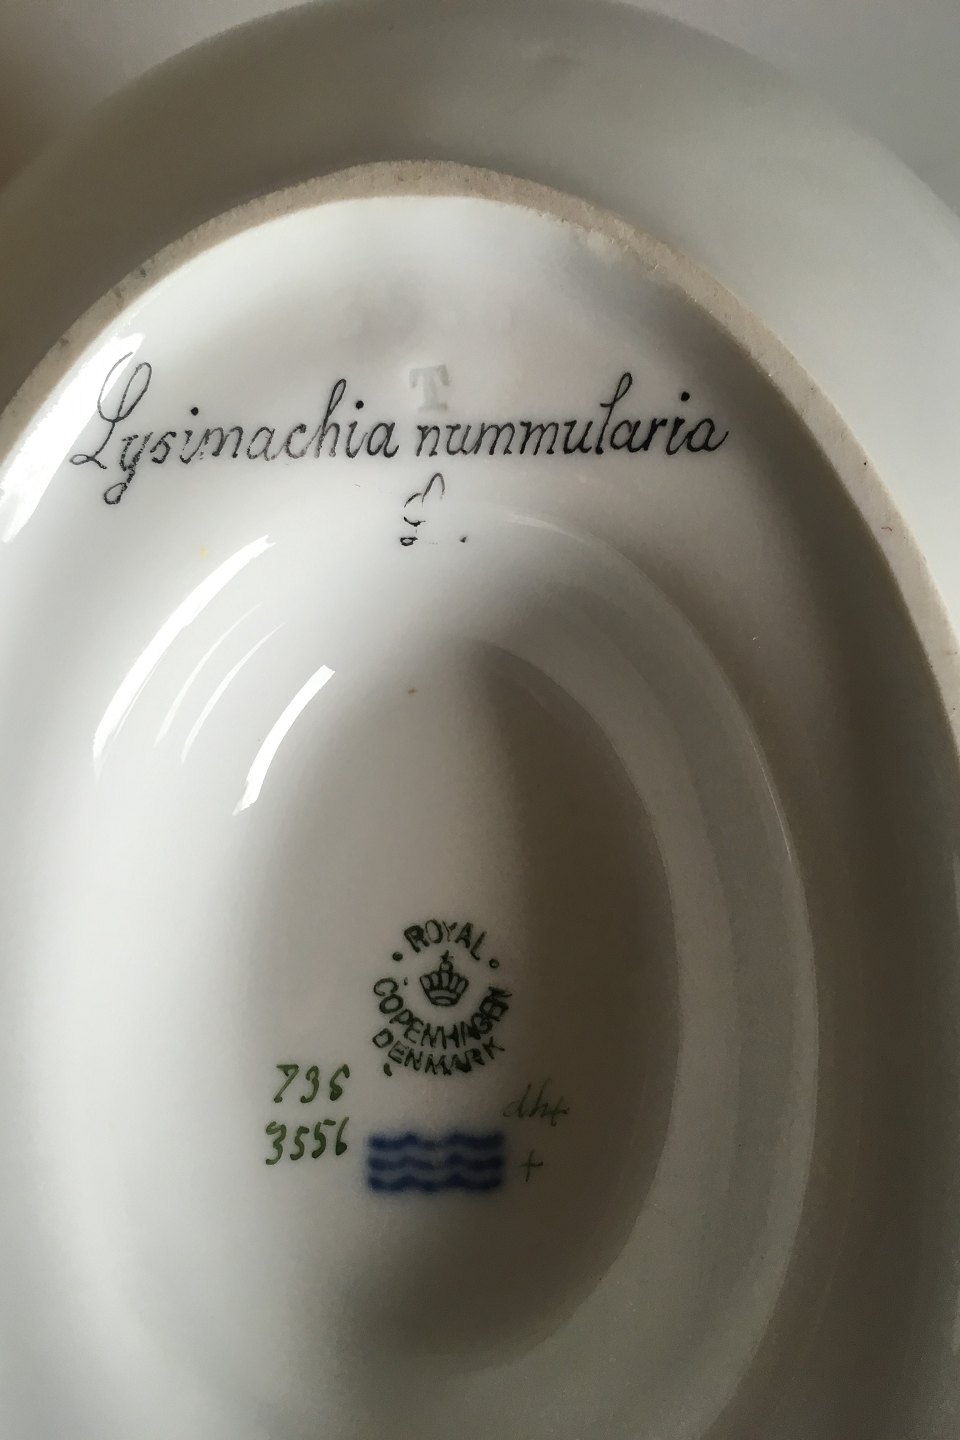 T
Lysimachia nummularia
L.
ROYAL
COPENHAGEN
DENMARK
736
3556